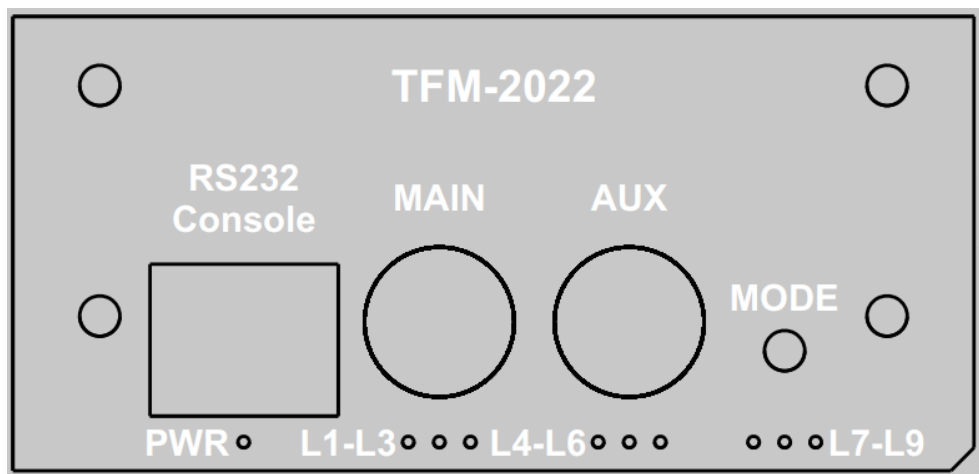 TFM-2022
RS232
Console
MAIN
AUX
MODE
PWR
L1-L3
L4-L6
L7-L9